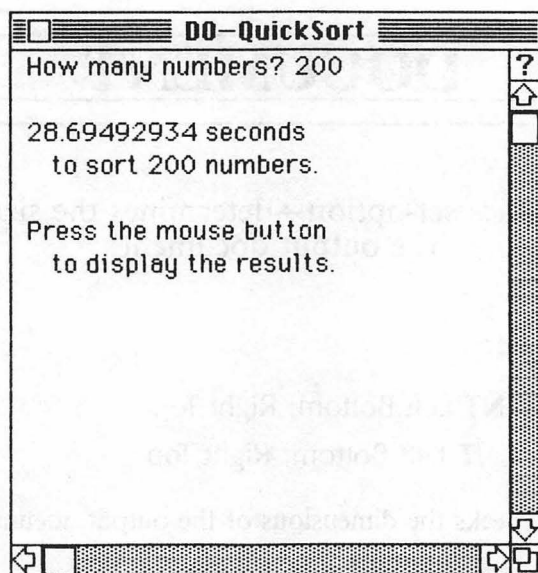 DO-QuickSort
How many numbers? 200
?
28.69492934 seconds
to sort 200 numbers.
Press the mouse button
to display the results.